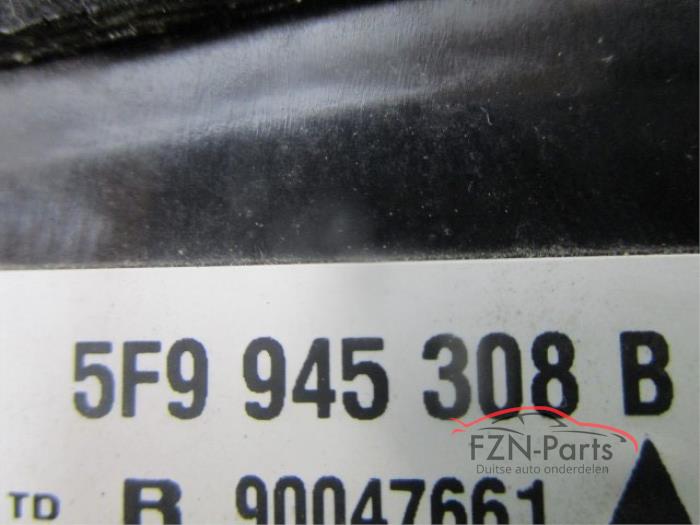 5F9 945 308 B
FZN-Parts
Duitse auto onderdelen
TD R 90047661